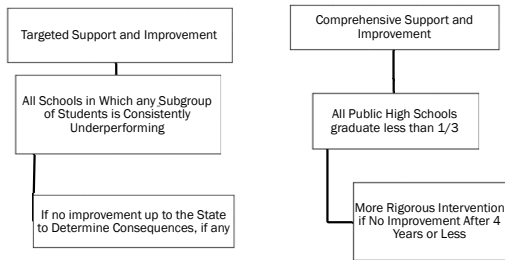 Targeted Support and Improvement
All Schools in Which any Subgroup
of Students is Consistently
Underperforming
If no improvement up to the State
to Determine Consequences, if any
Comprehensive Support and
Improvement
All Public High Schools
graduate less than 1/3
More Rigorous Intervention
if No Improvement After 4
Years or Less